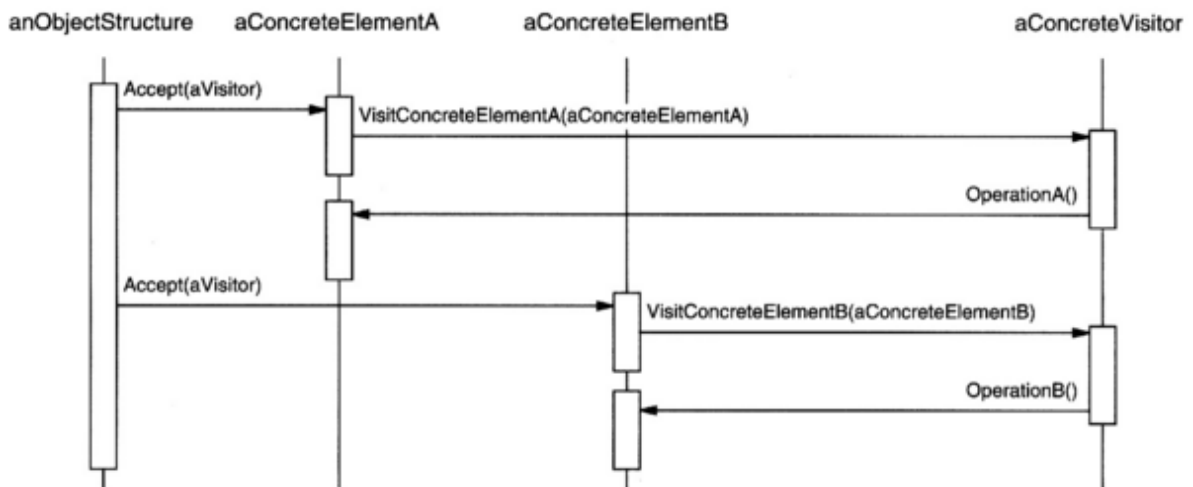 anObjectStructure aConcreteElementA aConcreteElementB aConcreteVisitor
Accept(aVisitor)
VisitConcreteElementA(aConcreteElementA)
OperationA()
Accept(aVisitor)
VisitConcreteElementB(aConcreteElementB)
OperationB()